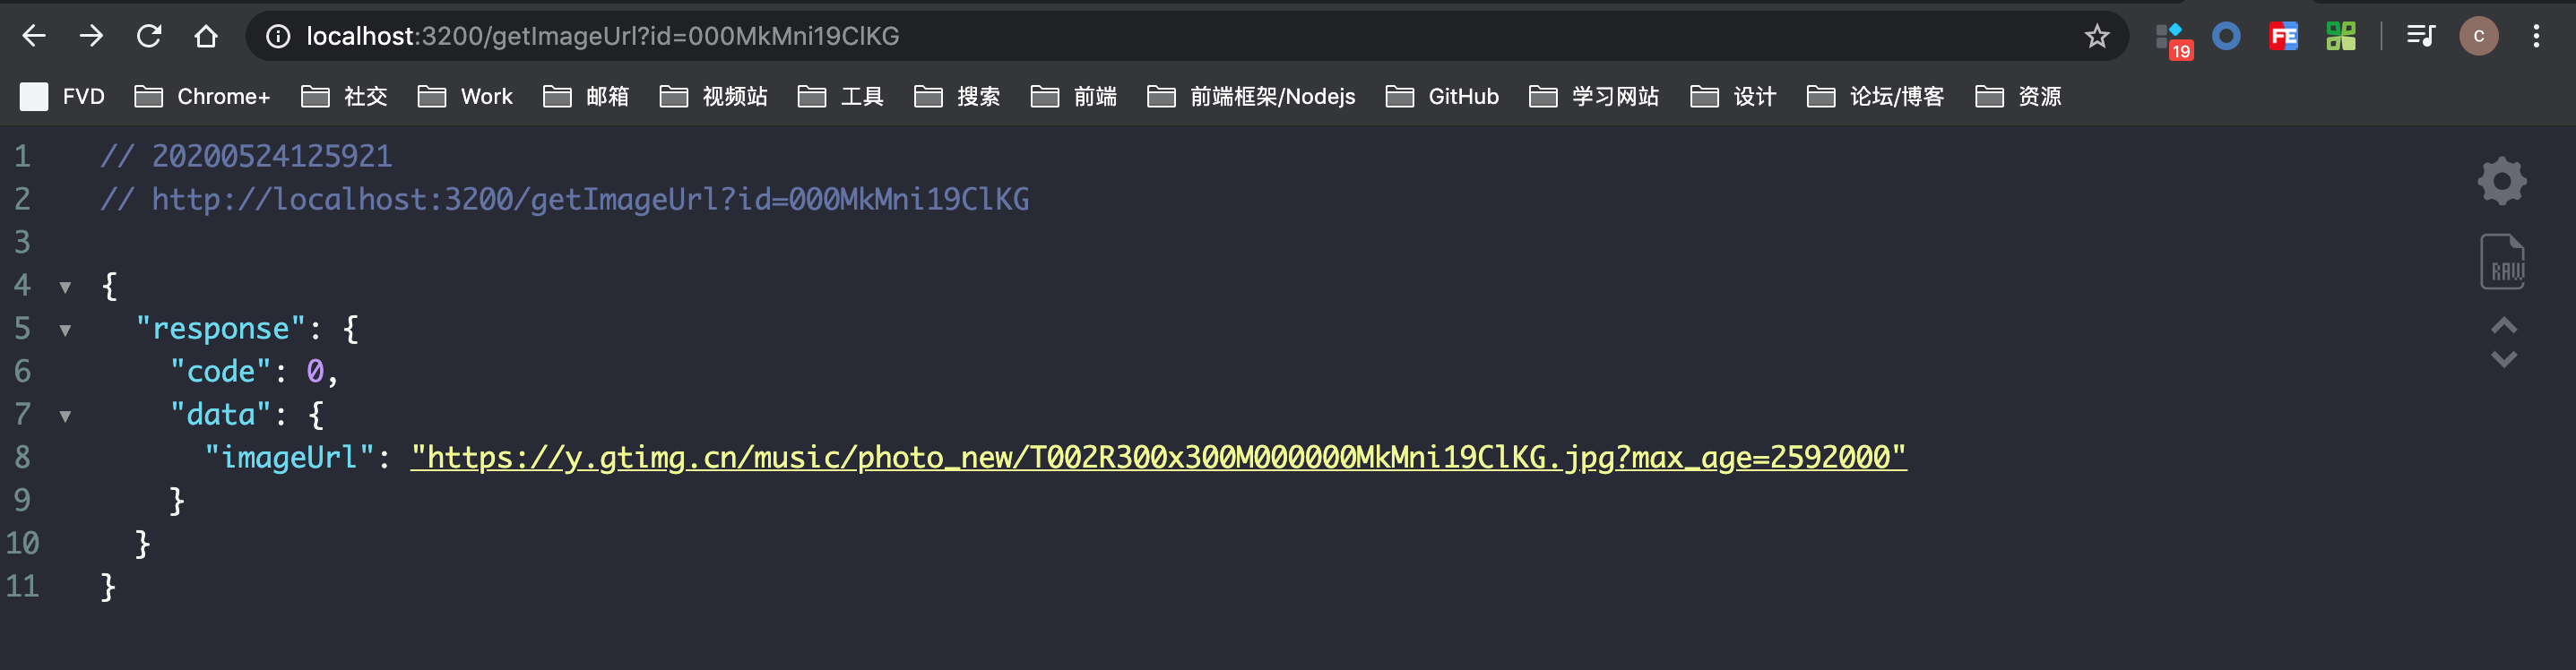 localhost:3200/getImageUrl?id=000MkMni19ClKG
19
FE
c
FVD Chrome+ 社交 Work 邮箱 视频站 工具 搜索 前端 前端框架/Nodejs GitHub 学习网站 设计 论坛/博客 资源
1 // 20200524125921
2 // http://localhost:3200/getImageUrl?id=000MkMni19ClKG
3
4 {
5 "response": {
6 "code": 0,
7 "data": {
8 "imageUrl": "https://y.gtimg.cn/music/photo_new/T002R300x300M000000MkMni19ClKG.jpg?max_age=2592000"
9 }
10 }
11 }
RAW